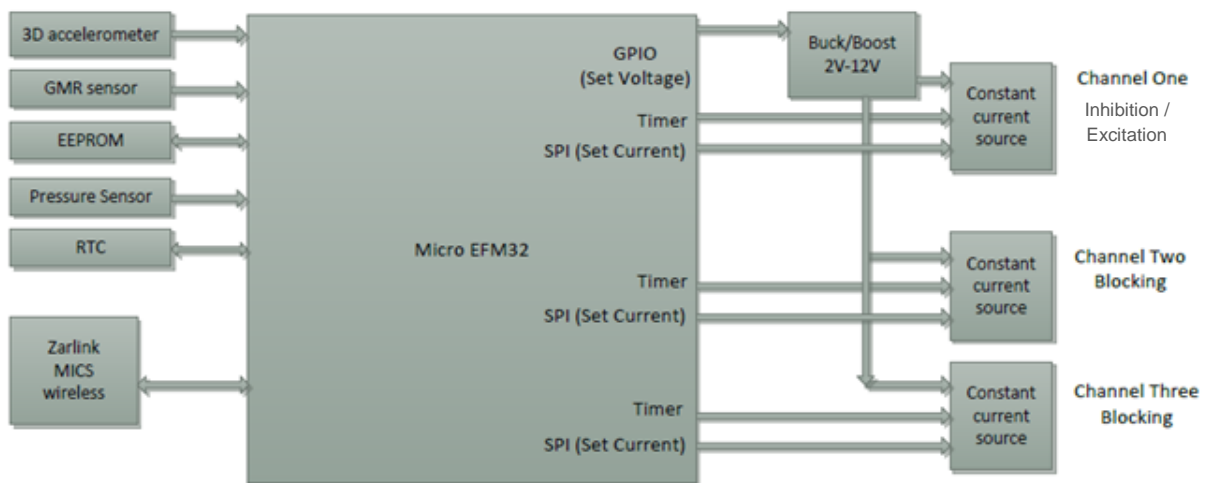 3D accelerometer
GMR sensor
EEPROM
Pressure Sensor
RTC
Zarlink
MICS
wireless
Micro EFM32
GPIO
(Set Voltage)
Timer
SPI (Set Current)
Timer
SPI (Set Current)
Timer
SPI (Set Current)
Buck/Boost
2V-12V
Constant
current
source
Channel One
Inhibition /
Excitation
Constant
current
source
Channel Two
Blocking
Constant
current
source
Channel Three
Blocking